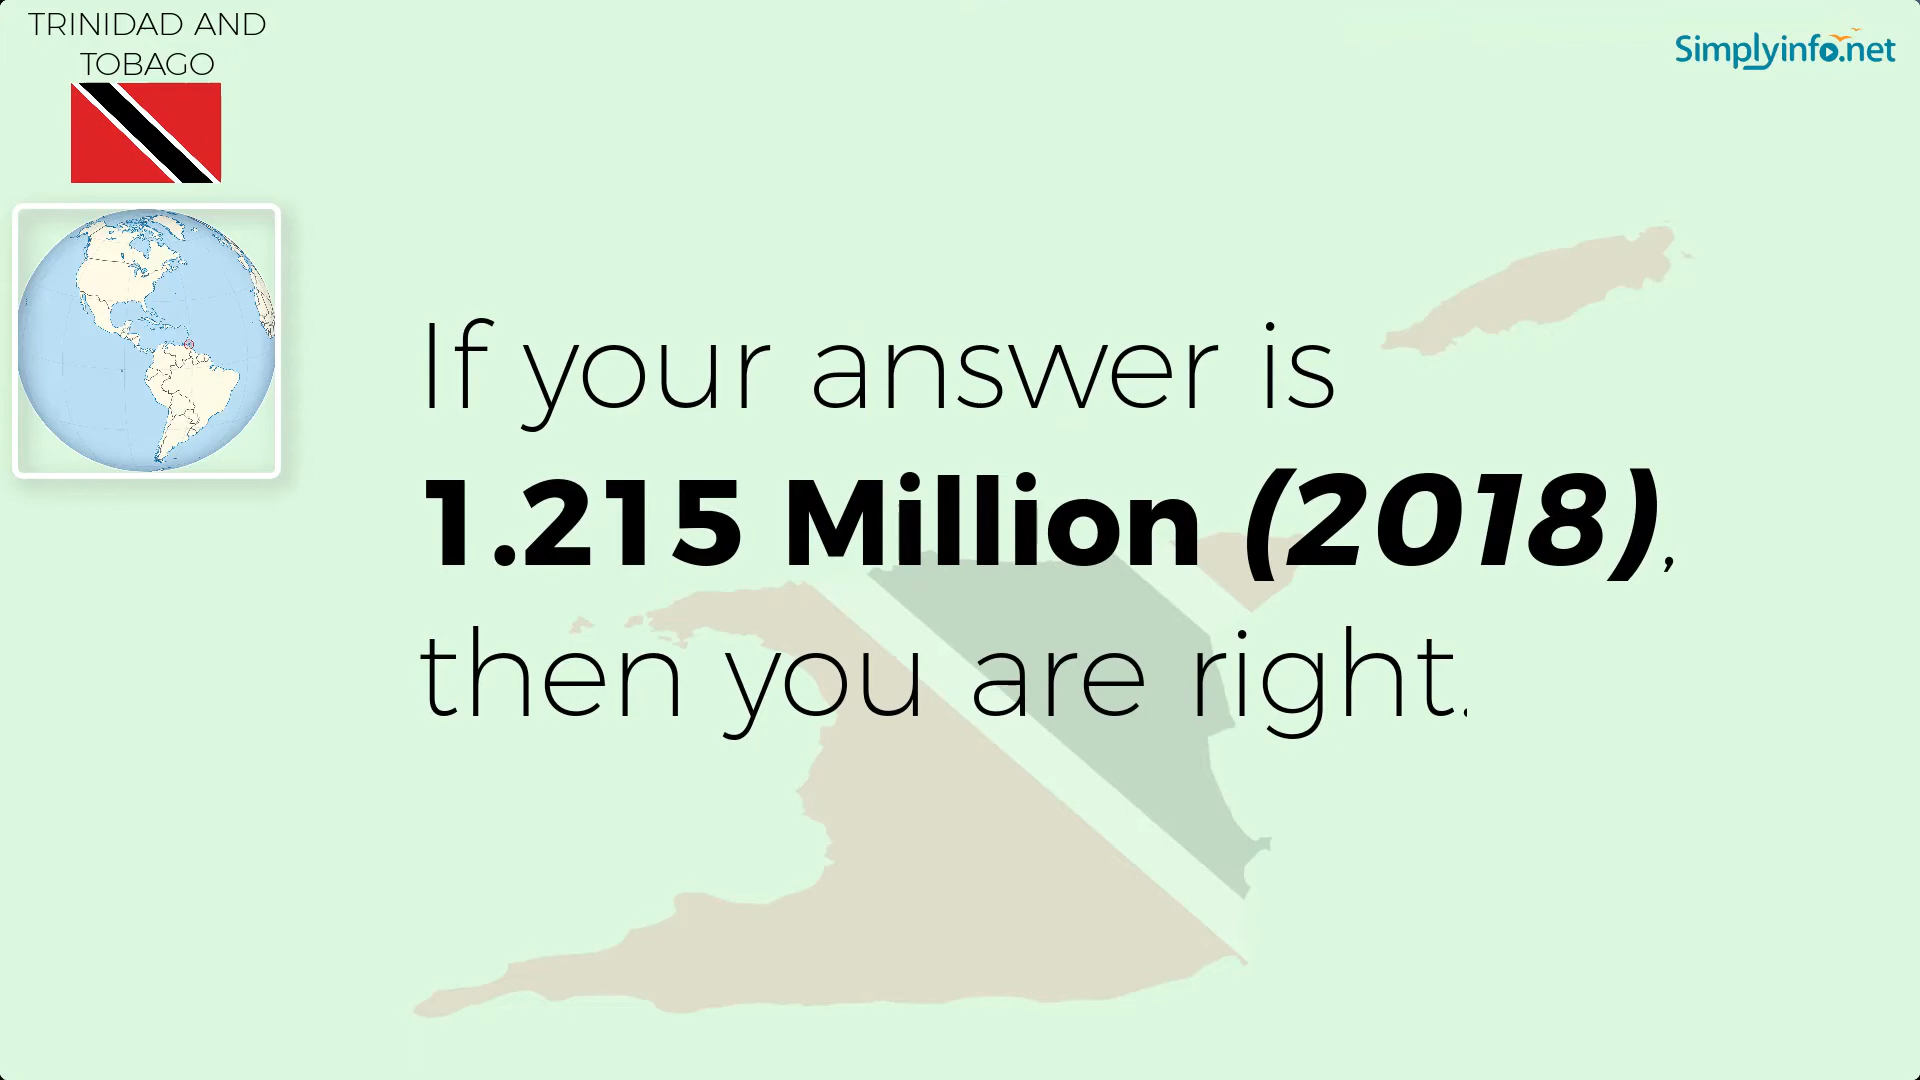 TRINIDAD AND
TOBAGO
Simplyinfo.net
If your answer is
1.215 Million (2018),
then you are right.